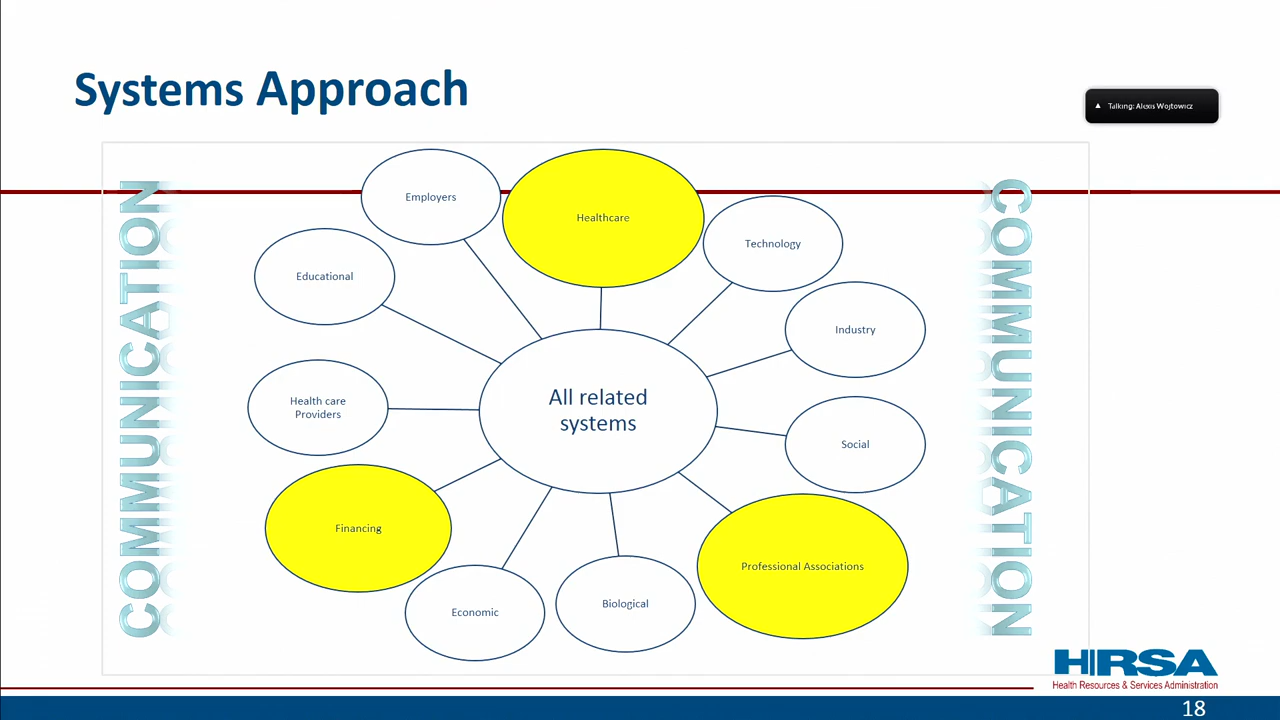 Systems Approach
Talking: Alexis Wojtowicz
COMMUNICATION
Employers
Healthcare
Technology
Educational
Industry
Health care
Providers
All related
systems
Social
Financing
Professional Associations
Economic
Biological
COMMUNICATION
HRSA
Health Resources & Services Administration
18